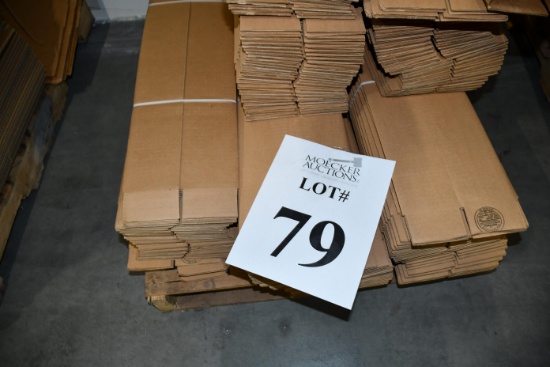 MOECKER
AUCTIONS
LOT#
79